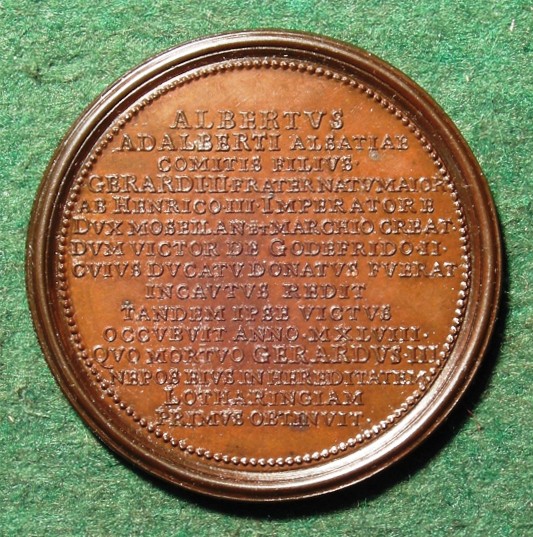 ALBERTVS
ADALBERTI ALSATIAE
COMITIS FILIVS·
GERARDI·III FRATER NATV MAIOR
AB HENRICO·III·IMPERATORE
DVX MOSELLAN·ET·MARCHIO CREAT·
DVM VICTOR DE GODEFRIDO·II·
CVIVS DVCATV DONATVS FVERAT
INCAVTVS REDIT
TANDEM IPSE VICTVS
OCCVBVIT ANNO·MXLVIII·
QVO MORTVO GERARDVS·III
NEPOS EIVS IN HEREDITATEM
LOTHARINGIAM
PRIMVS OBTINVIT·